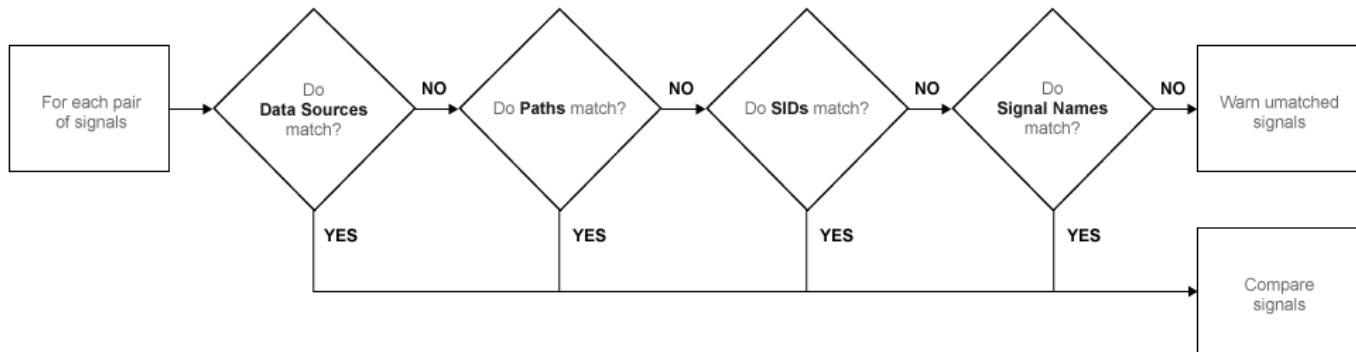 For each pair
of signals
Do
Data Sources
match?
NO
YES
Do Paths match?
NO
YES
Do SIDs match?
NO
YES
Do
Signal Names
match?
NO
YES
Warn umatched
signals
Compare
signals